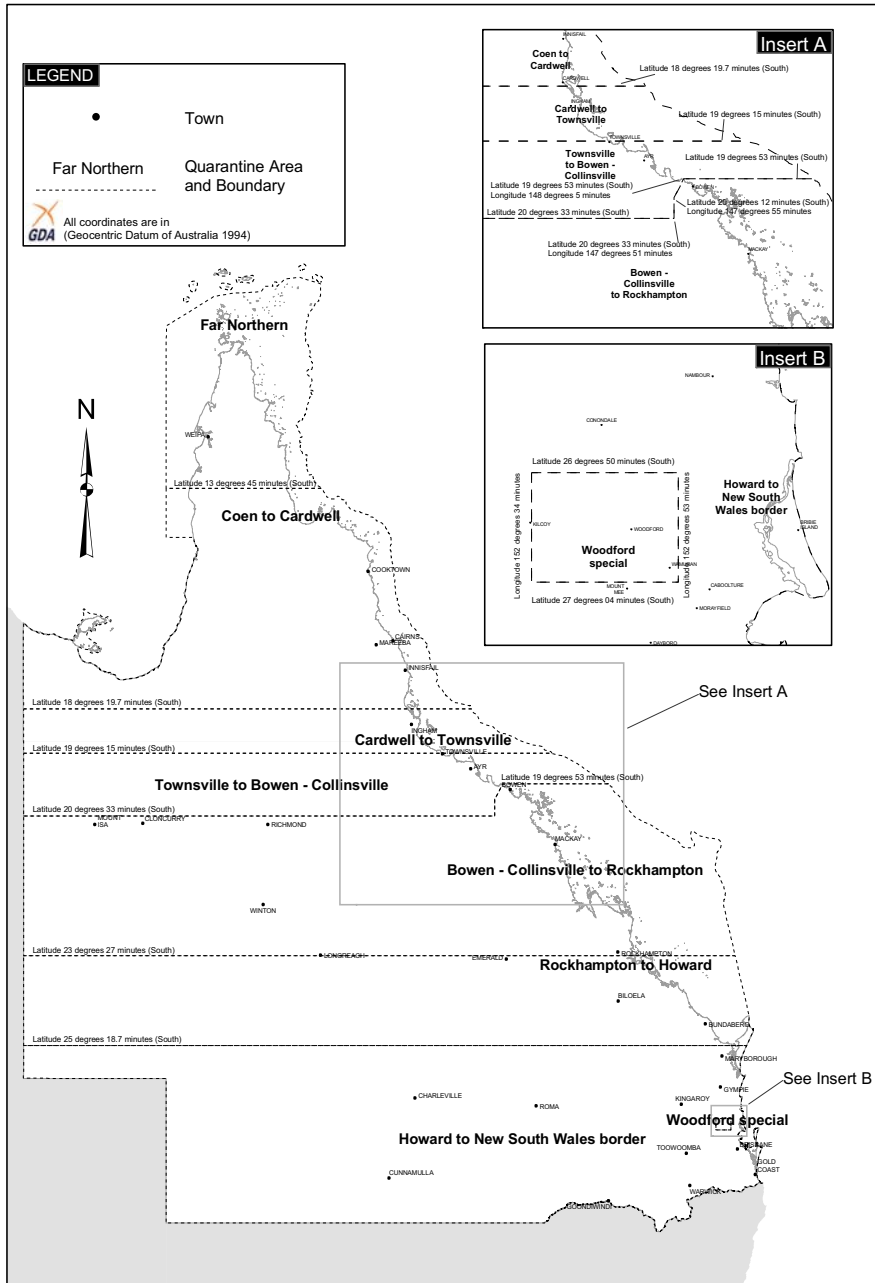 LEGEND
Town
Far Northern
Quarantine Area
and Boundary
GDA
All coordinates are in
(Geocentric Datum of Australia 1994)
Insert A
INNISFAIL
Coen to
Cardwell
Latitude 18 degrees 19.7 minutes (South)
CARDWELL
INGHAM
Cardwell to
Townsville
Latitude 19 degrees 15 minutes (South)
TOWNSVILLE
Townsville
to Bowen -
Collinsville
AYR
Latitude 19 degrees 53 minutes (South)
Latitude 19 degrees 53 minutes (South)
Longitude 148 degrees 5 minutes
BOWEN
Latitude 20 degrees 12 minutes (South)
Longitude 147 degrees 55 minutes
Latitude 20 degrees 33 minutes (South)
Latitude 20 degrees 33 minutes (South)
Longitude 147 degrees 51 minutes
MACKAY
Bowen -
Collinsville
to Rockhampton
Insert B
NAMBOUR
CONONDALE
Latitude 26 degrees 50 minutes (South)
Longitude 152 degrees 34 minutes
Longitude 152 degrees 53 minutes
Howard to
New South
Wales border
KILCOY
WOODFORD
BRIBIE
ISLAND
Woodford
special
WAMURAN
MOUNT
MEE
CABOOLTURE
Latitude 27 degrees 04 minutes (South)
MORAYFIELD
DAYBORO
N
Far Northern
WEIPA
Latitude 13 degrees 45 minutes (South)
Coen to Cardwell
COOKTOWN
CAIRNS
MAREEBA
INNISFAIL
See Insert A
Latitude 18 degrees 19.7 minutes (South)
INGHAM
Cardwell to Townsville
Latitude 19 degrees 15 minutes (South)
TOWNSVILLE
AYR
Townsville to Bowen - Collinsville
Latitude 19 degrees 53 minutes (South)
BOWEN
Latitude 20 degrees 33 minutes (South)
MOUNT
ISA
CLONCURRY
RICHMOND
MACKAY
Bowen - Collinsville to Rockhampton
WINTON
Latitude 23 degrees 27 minutes (South)
LONGREACH
EMERALD
ROCKHAMPTON
Rockhampton to Howard
BILOELA
BUNDABERG
Latitude 25 degrees 18.7 minutes (South)
MARYBOROUGH
See Insert B
GYMPIE
CHARLEVILLE
ROMA
KINGAROY
Woodford special
Howard to New South Wales border
BRISBANE
TOOWOOMBA
GOLD
COAST
CUNNAMULLA
WARWICK
GOONDIWINDI